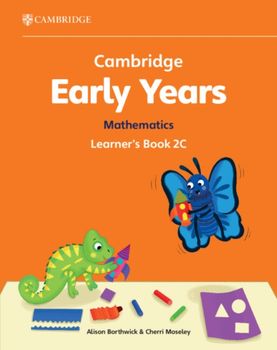 CAMBRIDGE
Cambridge
Early Years
Mathematics
Learner's Book 2C
Alison Borthwick & Cherri Moseley